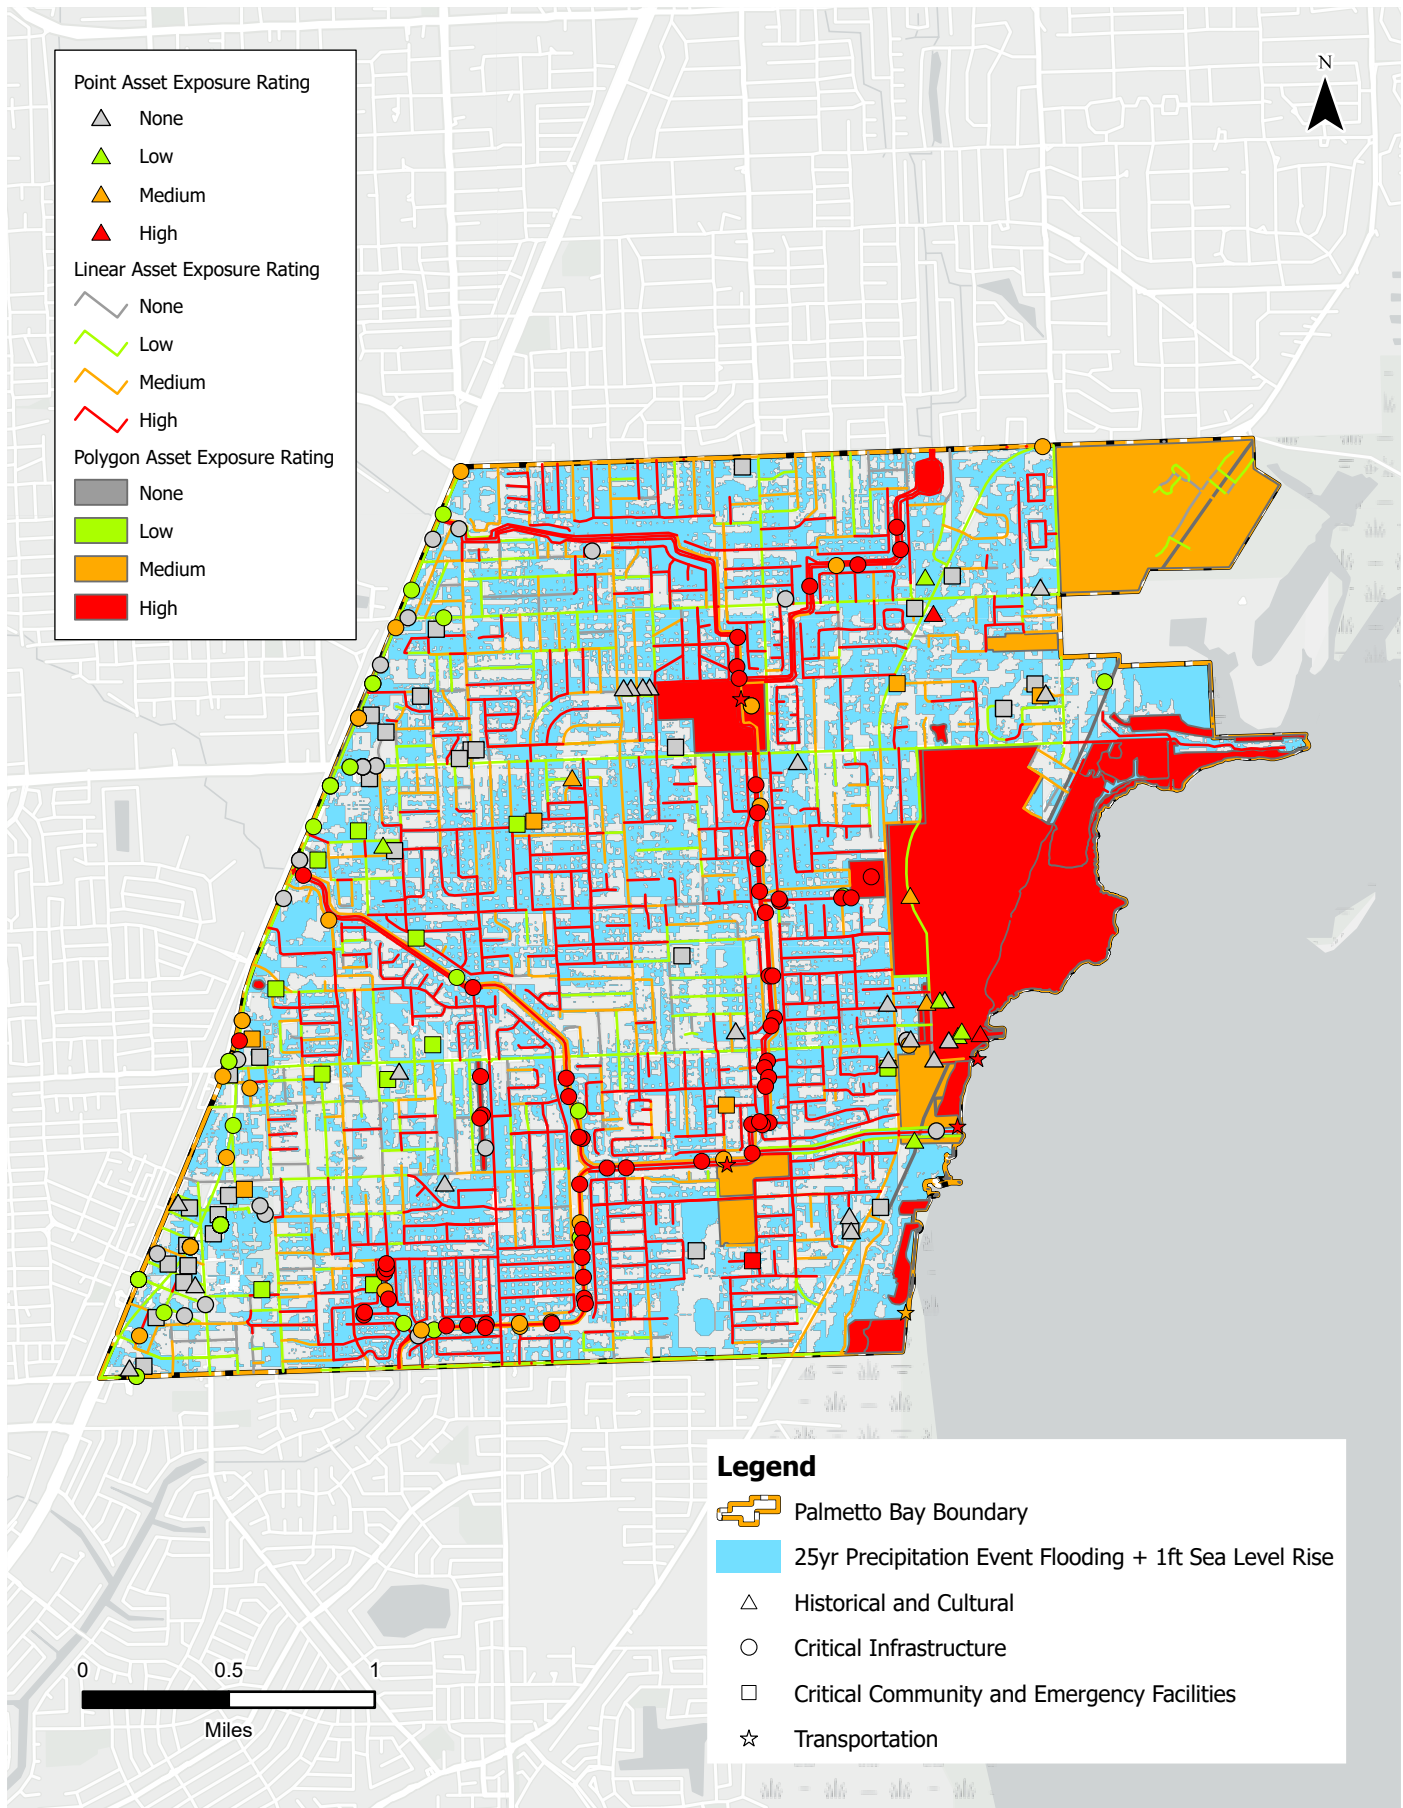 Point Asset Exposure Rating
None
Low
Medium
High
Linear Asset Exposure Rating
None
Low
Medium
High
Polygon Asset Exposure Rating
None
Low
Medium
High
N
Legend
Palmetto Bay Boundary
25yr Precipitation Event Flooding + 1ft Sea Level Rise
Historical and Cultural
Critical Infrastructure
Critical Community and Emergency Facilities
Transportation
0 0.5 1
Miles